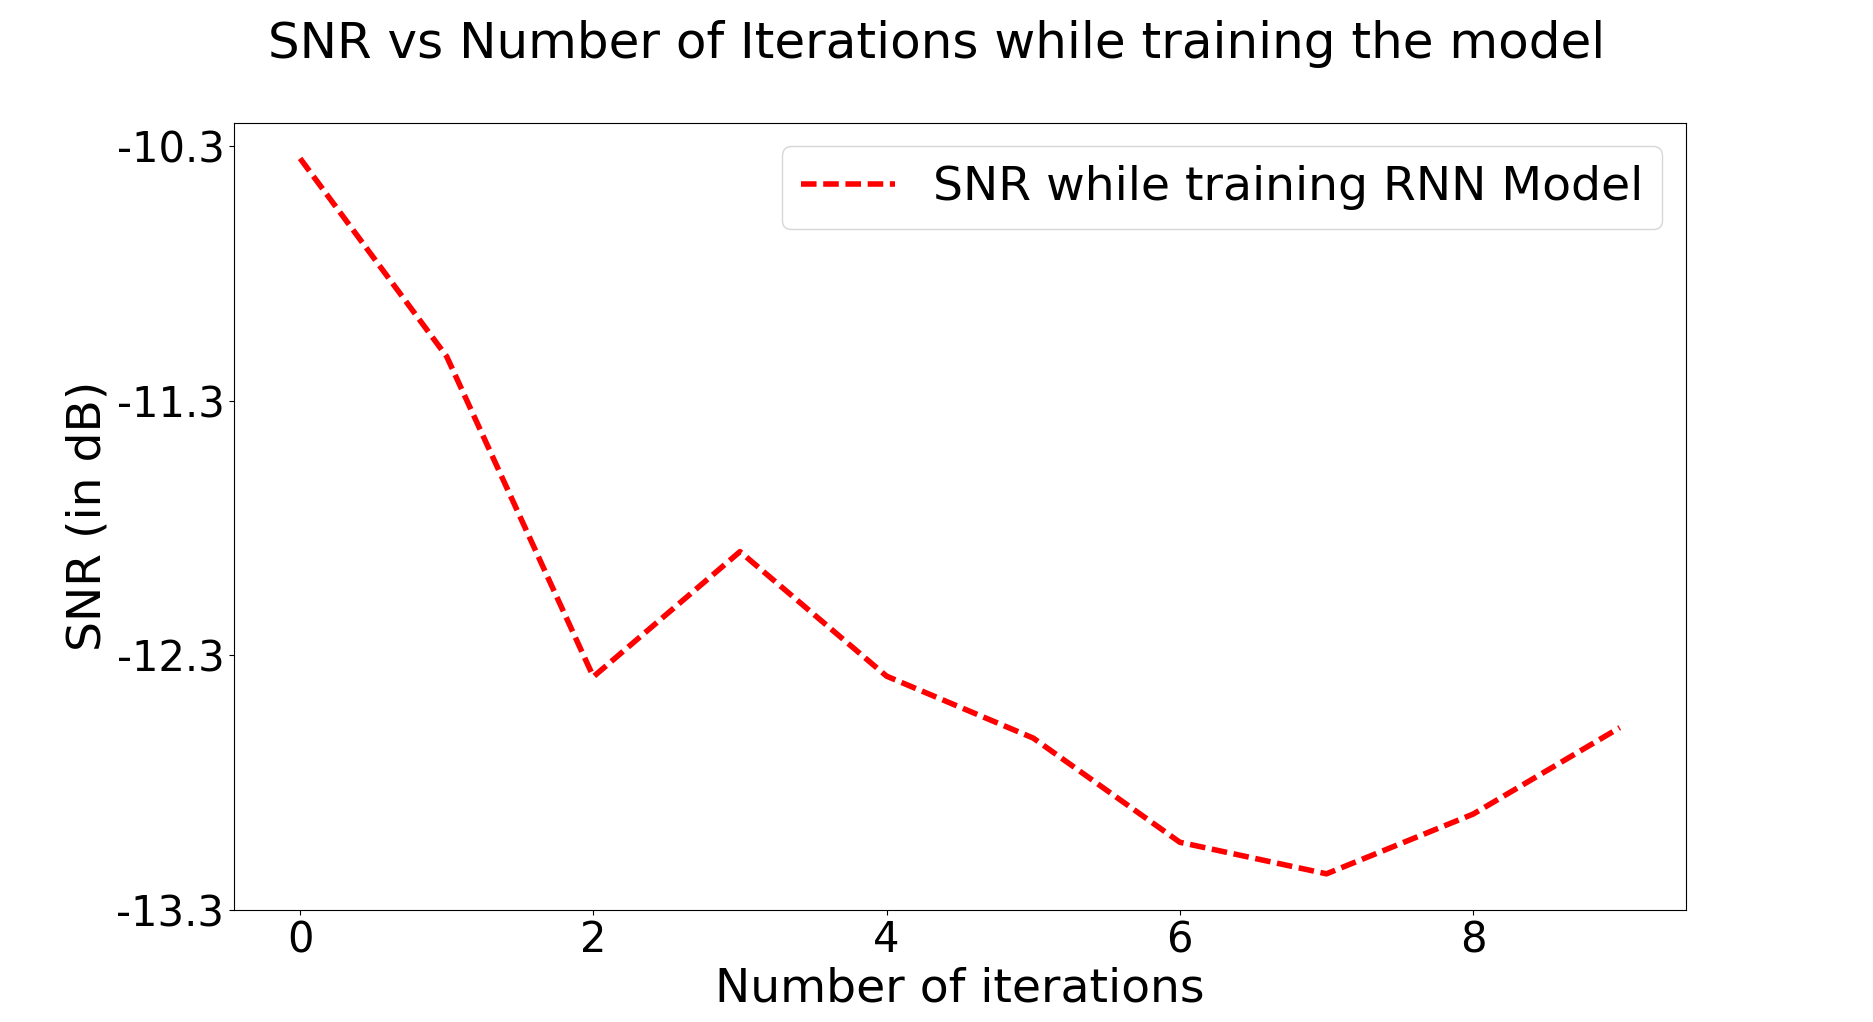 SNR vs Number of Iterations while training the model
SNR while training RNN Model
SNR (in dB)
-10.3
-11.3
-12.3
-13.3
0 2 4 6 8
Number of iterations